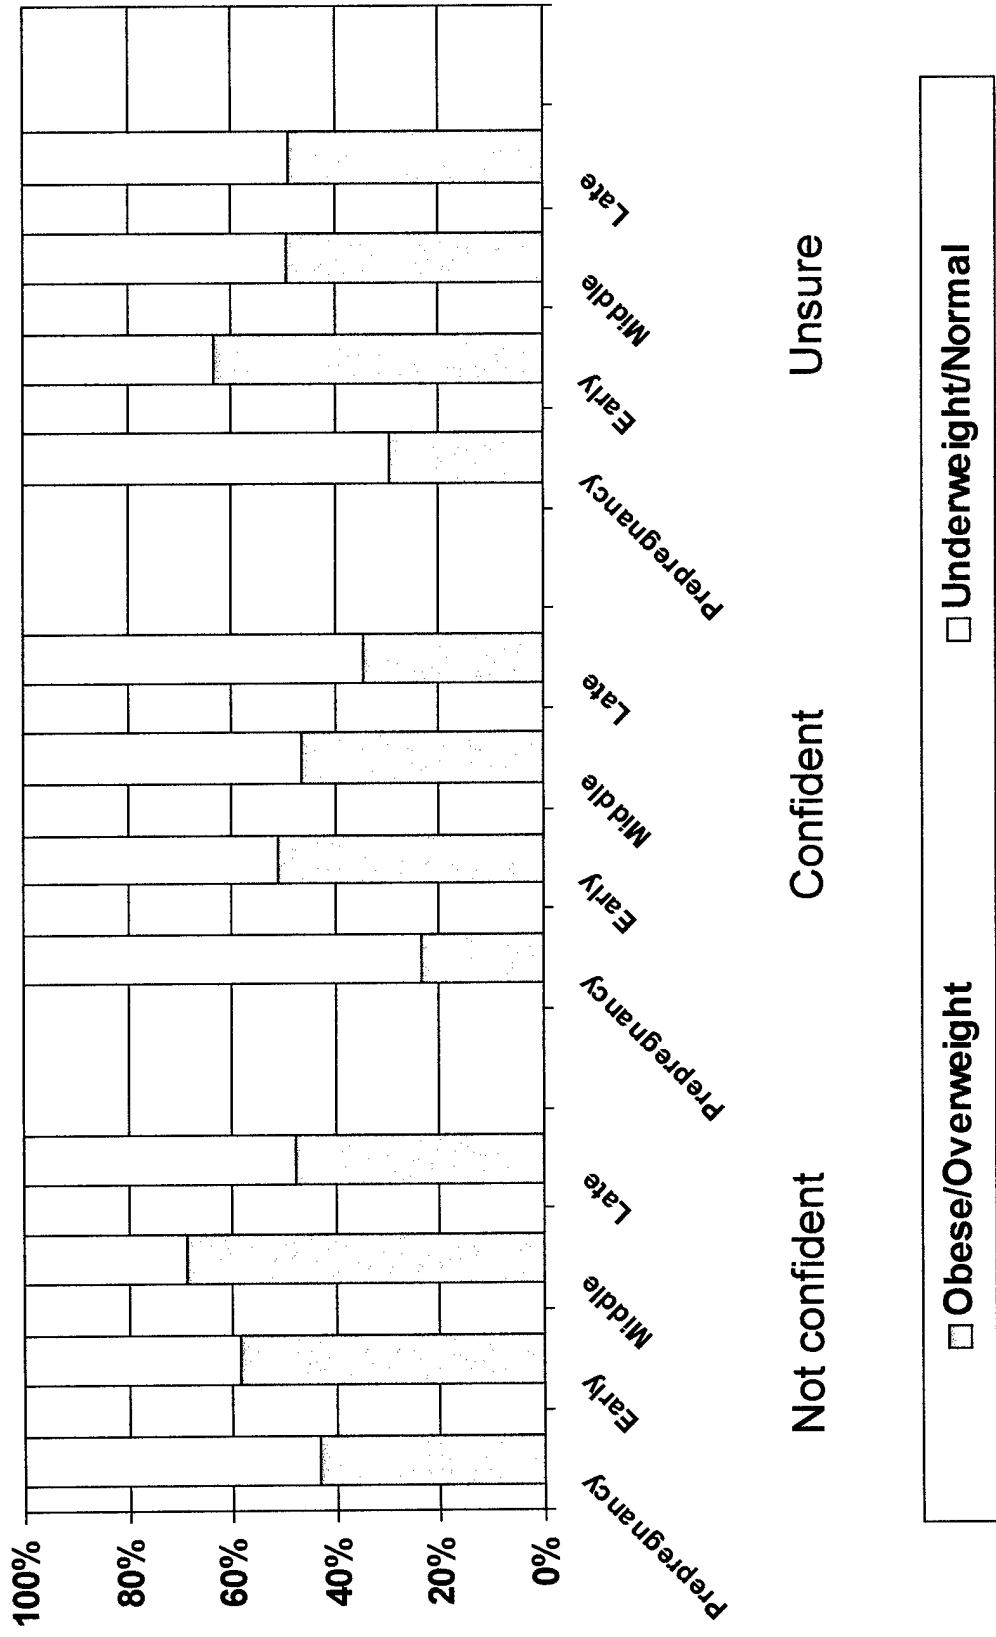 100%
80%
60%
40%
20%
0%
Prepregnancy
Early
Middle
Late
Prepregnancy
Early
Middle
Late
Prepregnancy
Early
Middle
Late
Not confident
Confident
Unsure
Obese/Overweight
Underweight/Normal